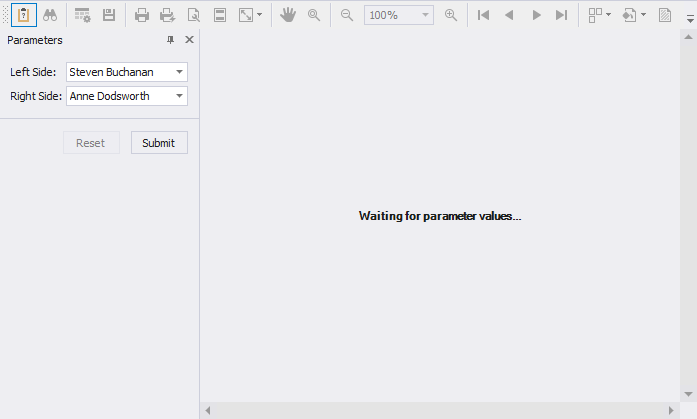 100%
Parameters
Left Side: Steven Buchanan
Right Side: Anne Dodsworth
Reset Submit
Waiting for parameter values...